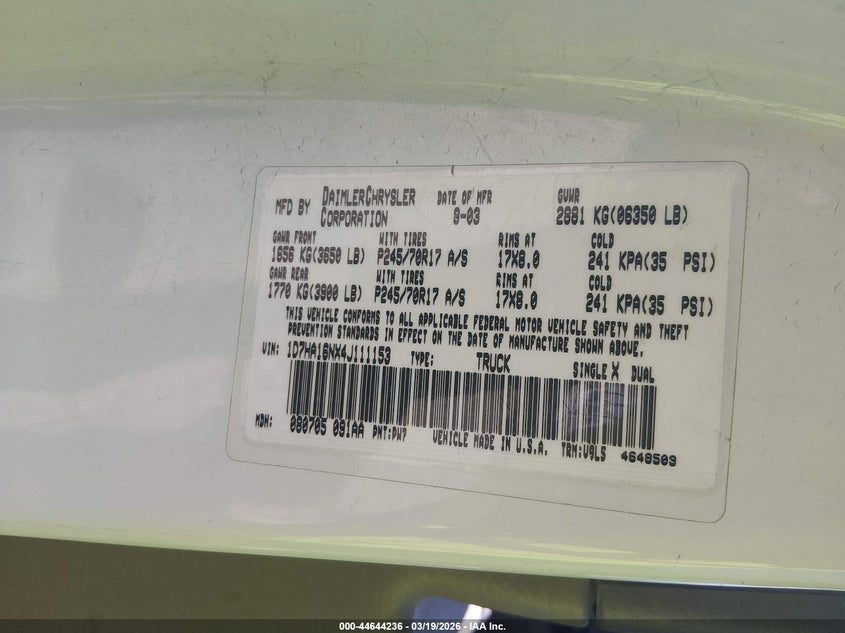 MFD BY DAIMLERCHRYSLER CORPORATION DATE OF MFR 8-03 GVWR 2881 KG(06350 LB)
GAWR FRONT WITH TIRES RIMS AT COLD
1656 KG(3650 LB) P245/70R17 A/S 17X8.0 241 KPA(35 PSI)
GAWR REAR WITH TIRES RIMS AT COLD
1770 KG(3900 LB) P245/70R17 A/S 17X8.0 241 KPA(35 PSI)
THIS VEHICLE CONFORMS TO ALL APPLICABLE FEDERAL MOTOR VEHICLE SAFETY AND THEFT
PREVENTION STANDARDS IN EFFECT ON THE DATE OF MANUFACTURE SHOWN ABOVE.
VIN: 1D7HA16NX4J111153 TYPE: TRUCK SINGLE X DUAL
MDH: 080705 091AA PNT:PW7 VEHICLE MADE IN U.S.A. TRM:V9L5 4648503
000-44644236 - 03/19/2026 - IAA Inc.